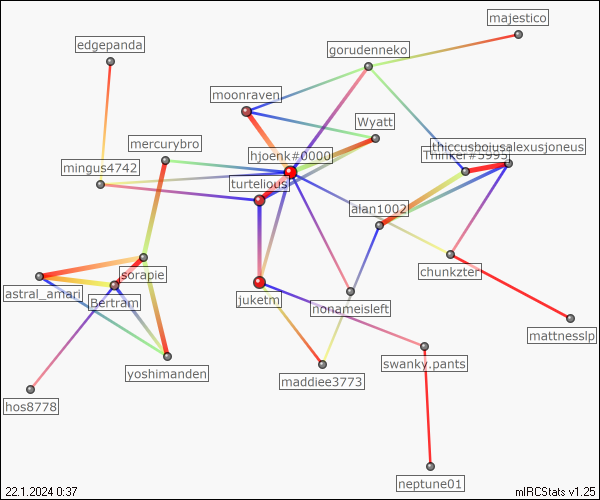 majestico
edgepanda
gorudenneko
moonraven
Wyatt
mercurybro
thiccusboiusalexusjoneus
hjoenk#0000
Thinker#5995
mingus4742
turtelious
alan1002
sorapie
chunkzter
astral_amari
Bertram
juketm
nonameisleft
mattnesslp
swanky.pants
yoshimanden
maddiee3773
hos8778
neptune01
22.1.2024 0:37
mIRCStats v1.25